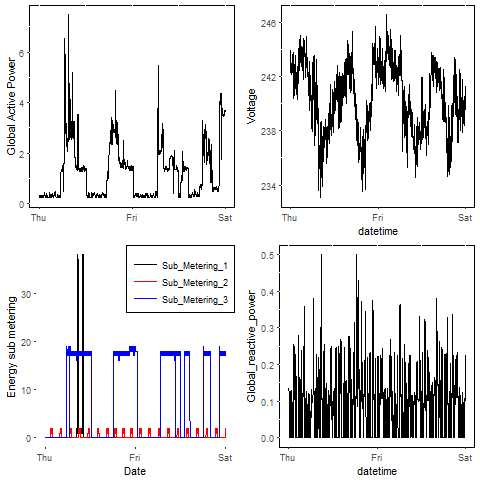 Global Active Power
6
4
2
0
Thu
Fri
Sat
Voltage
246
242
238
234
Thu
Fri
Sat
datetime
Energy sub metering
30
20
10
0
Sub_Metering_1
Sub_Metering_2
Sub_Metering_3
Thu
Fri
Sat
Date
Global_reactive_power
0.5
0.4
0.3
0.2
0.1
0.0
Thu
Fri
Sat
datetime